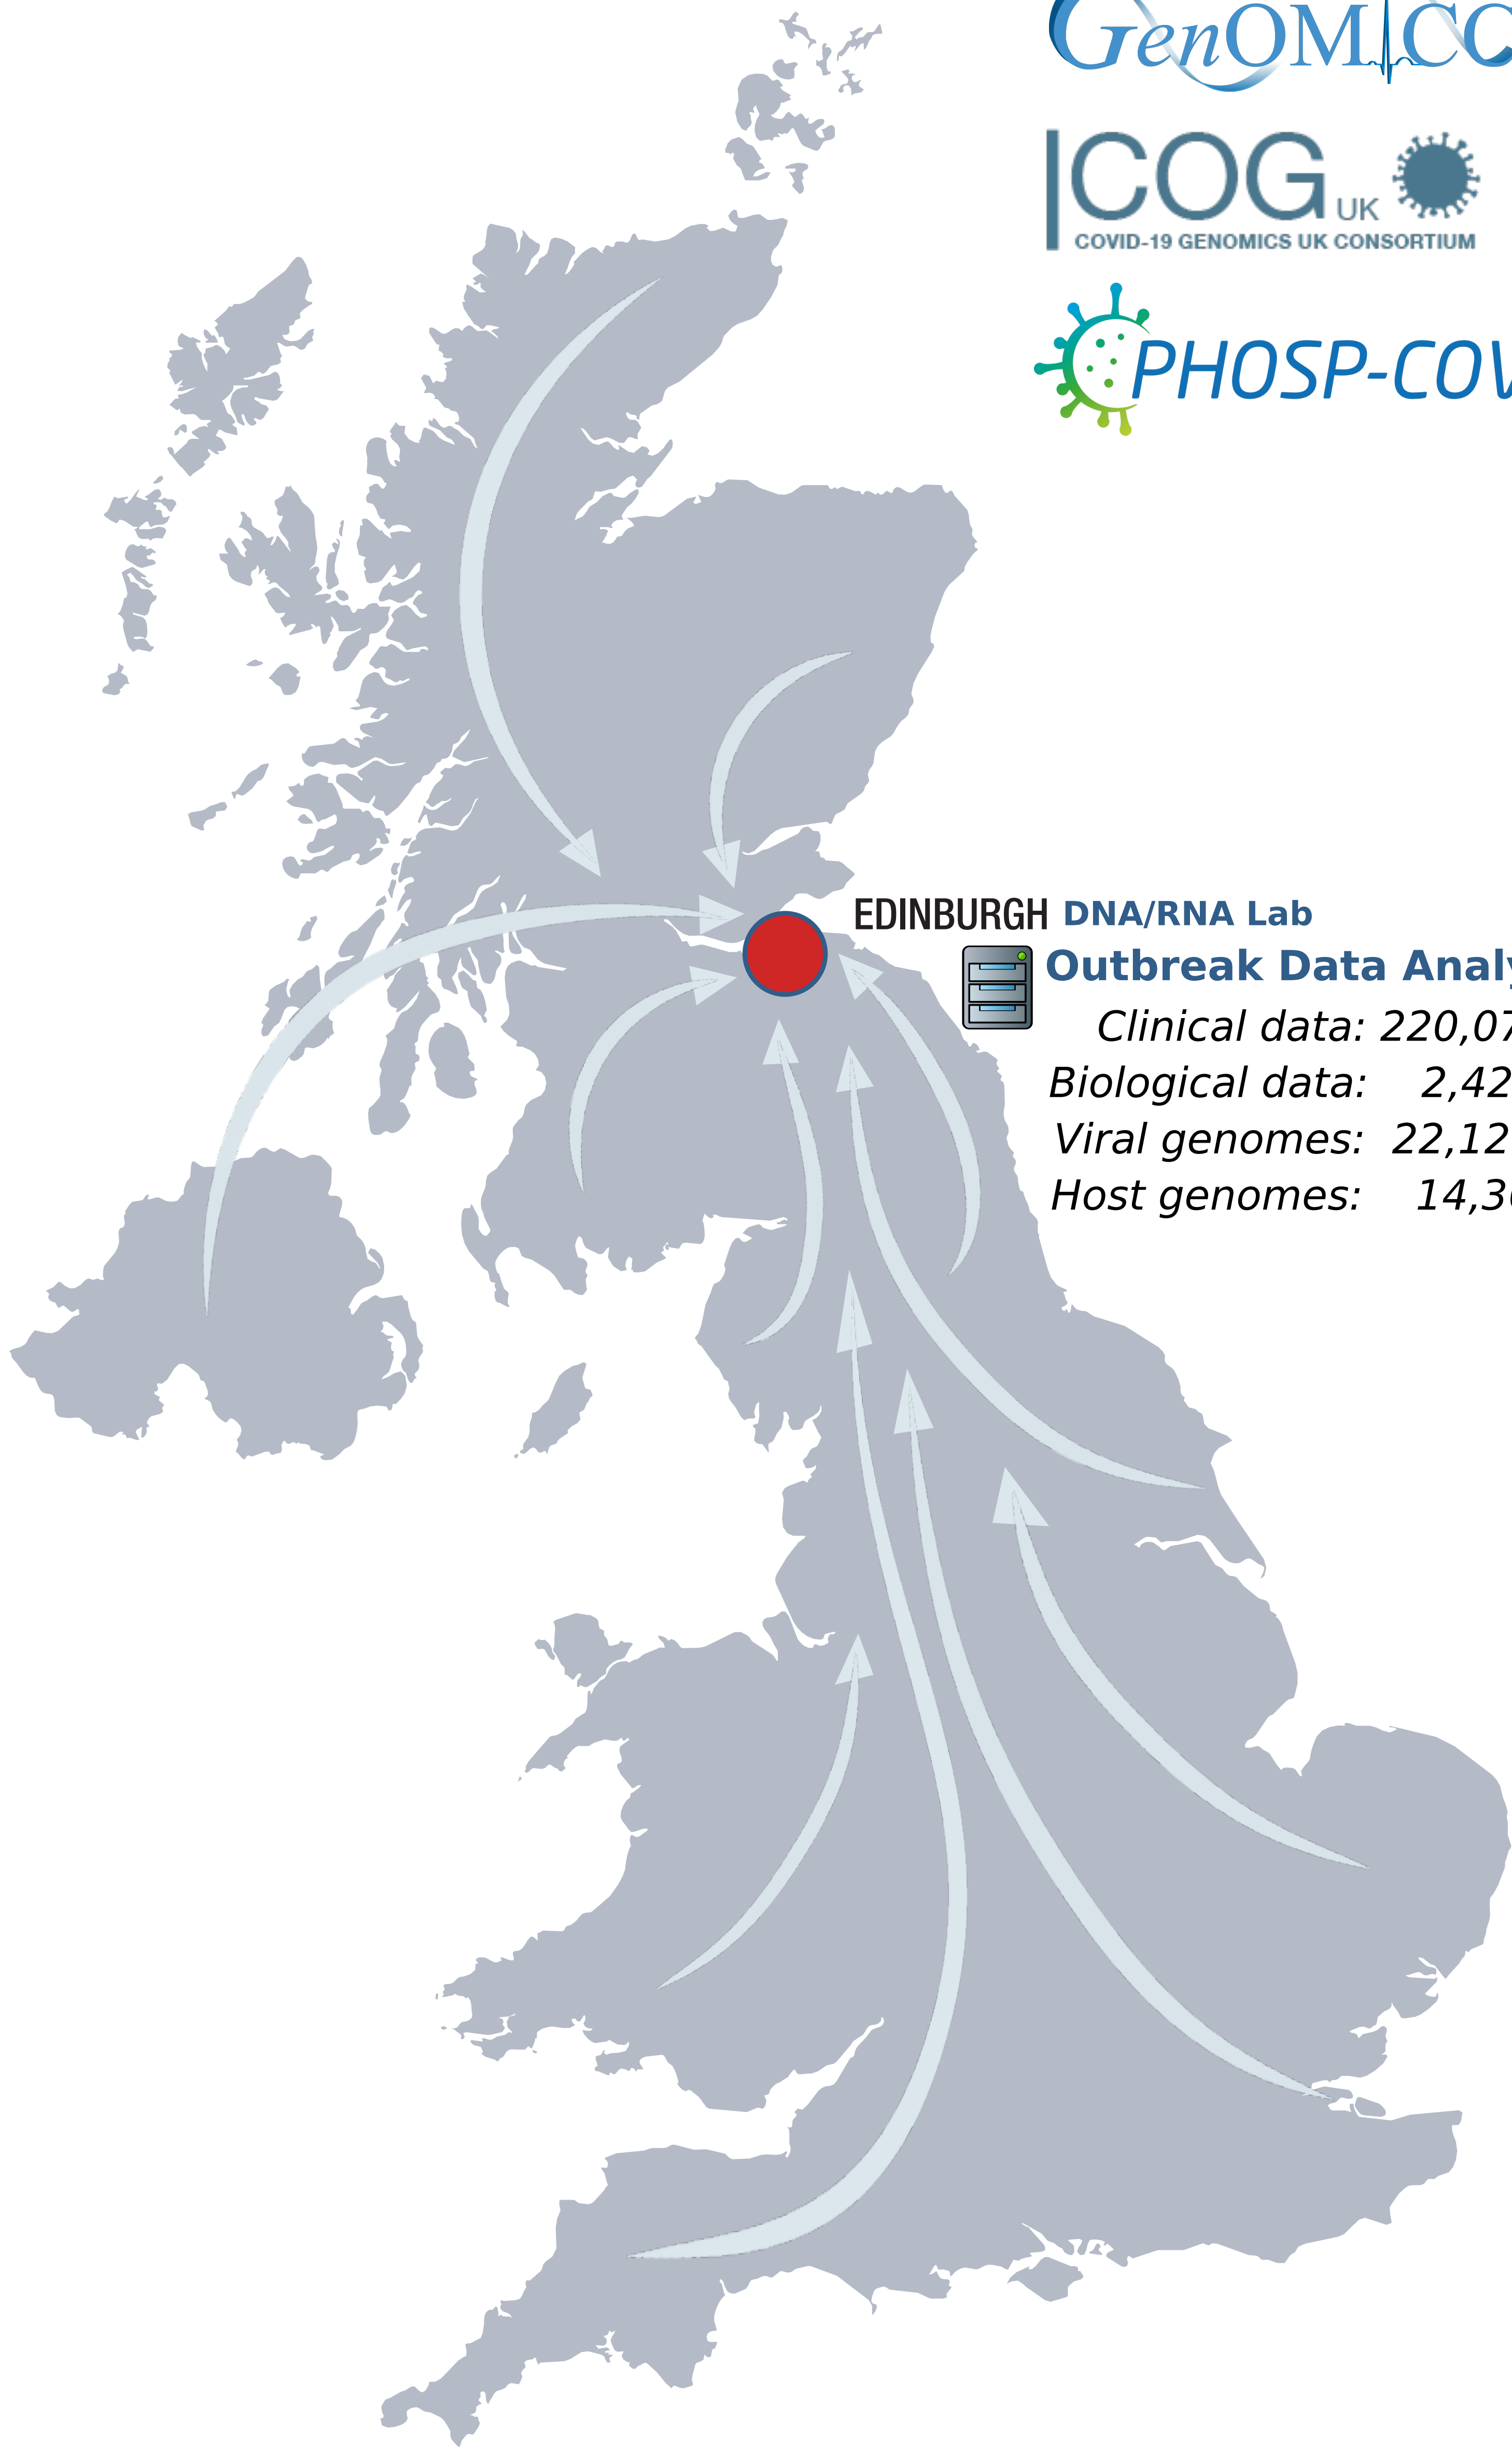 GenOMICC
COG UK
COVID-19 GENOMICS UK CONSORTIUM
PHOSP-COV
EDINBURGH DNA/RNA Lab
Outbreak Data Analy
Clinical data: 220,07
Biological data: 2,42
Viral genomes: 22,12
Host genomes: 14,3